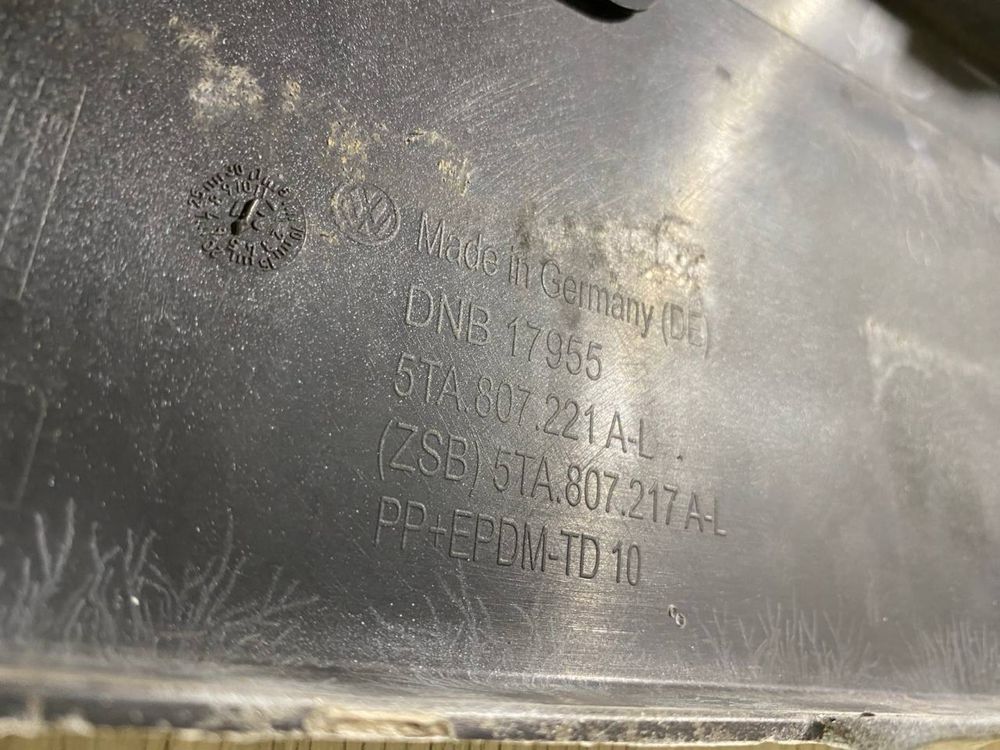 Made in Germany (DE)
DNB 17955
5TA.807.221 A-L
(ZSB) 5TA.807.217 A-L
PP+EPDM-TD 10